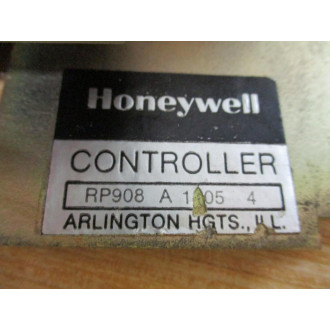 Honeywell
CONTROLLER
RP908 A 4
ARLINGTON HGTS., ILL.